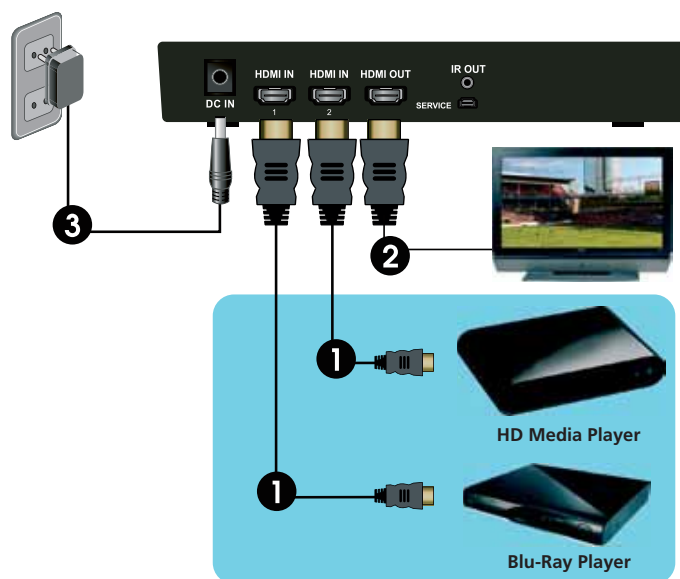 IR OUT
HDMI IN HDMI IN HDMI OUT
DC IN 1 2 SERVICE
3
2
1
HD Media Player
1
Blu-Ray Player